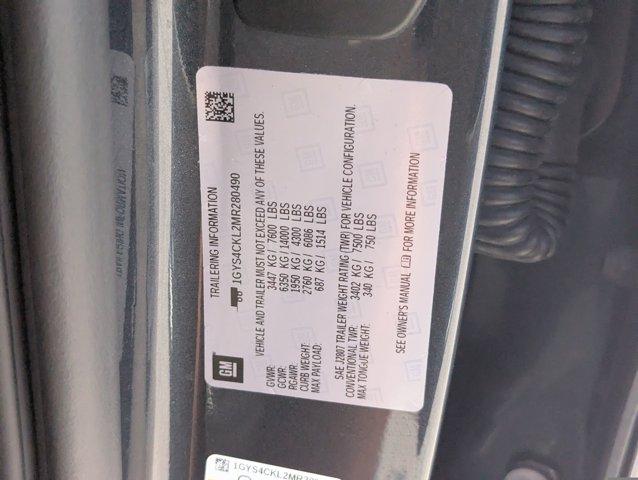 TRAILERING INFORMATION
1GYS4CKL2MR280490
GM
VEHICLE AND TRAILER MUST NOT EXCEED ANY OF THESE VALUES.
GVWR: 3447 KG / 7600 LBS
GCWR: 6350 KG / 14000 LBS
RGAWR: 1950 KG / 4300 LBS
CURB WEIGHT: 2760 KG / 6086 LBS
MAX PAYLOAD: 687 KG / 1514 LBS
SAE J2807 TRAILER WEIGHT RATING (TWR) FOR VEHICLE CONFIGURATION.
CONVENTIONAL TWR: 3402 KG / 7500 LBS
MAX TONGUE WEIGHT: 340 KG / 750 LBS
SEE OWNER'S MANUAL FOR MORE INFORMATION
1GYS4CKL2MR28